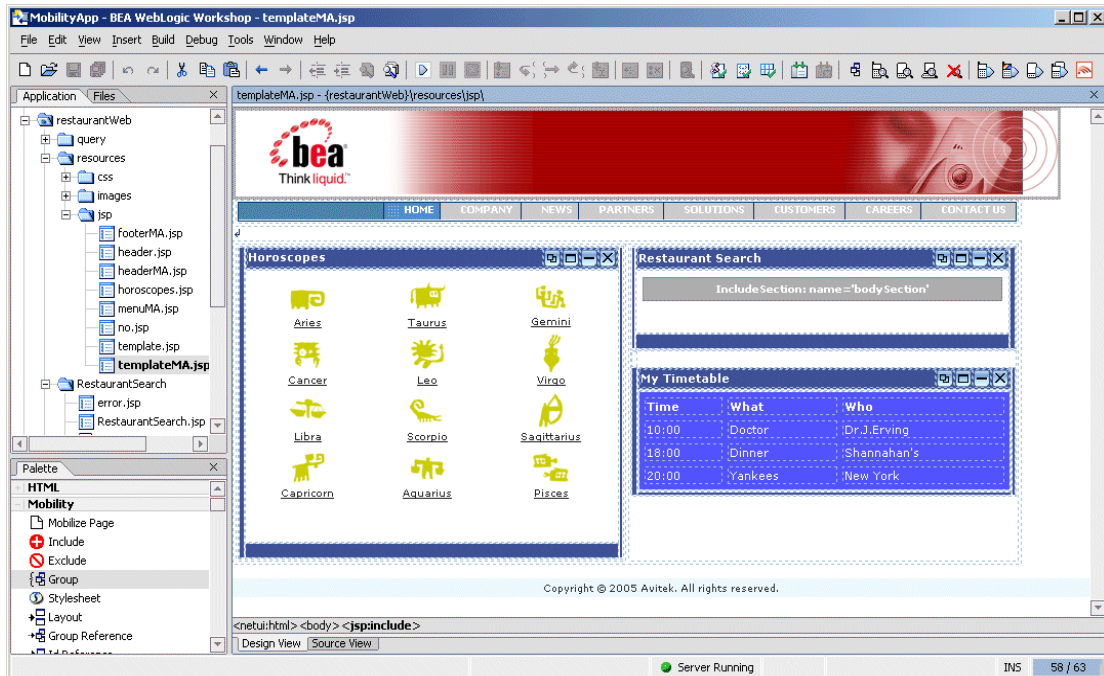 MobilityApp - BEA WebLogic Workshop - templateMA.jsp
File Edit View Insert Build Debug Tools Window Help
Application Files
restaurantWeb
query
resources
css
images
jsp
footerMA.jsp
header.jsp
headerMA.jsp
horoscopes.jsp
menuMA.jsp
no.jsp
template.jsp
templateMA.jsp
RestaurantSearch
error.jsp
RestaurantSearch.jsp
Palette
HTML
Mobility
Mobilize Page
Include
Exclude
Group
Stylesheet
Layout
Group Reference
templateMA.jsp - {restaurantWeb}\resources\jsp\
bea
Think liquid.™
HOME COMPANY NEWS PARTNERS SOLUTIONS CUSTOMERS CAREERS CONTACT US
Horoscopes
Aries Taurus Gemini
Cancer Leo Virgo
Libra Scorpio Sagittarius
Capricorn Aquarius Pisces
Restaurant Search
IncludeSection: name='bodySection'
My Timetable
Time What Who
10:00 Doctor Dr.J.Erving
18:00 Dinner Shannahan's
20:00 Yankees New York
Copyright © 2005 Avitek. All rights reserved.
<netui:html> <body> <jsp:include>
Design View Source View
Server Running INS 58 / 63